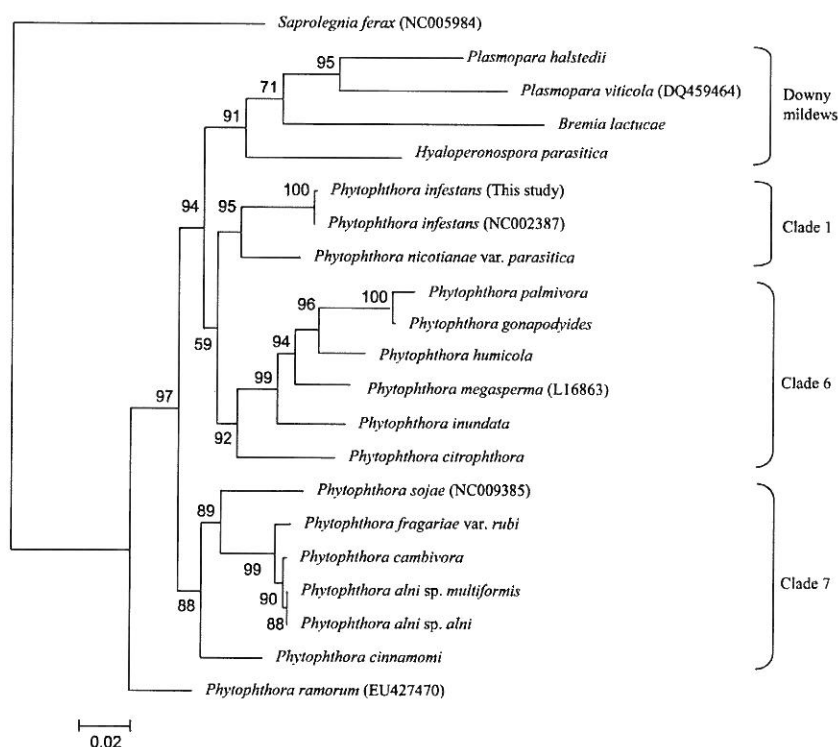 Saprolegnia ferax (NC005984)
Plasmopara halstedii
95
Plasmopara viticola (DQ459464)
71
Downy
mildews
Bremia lactucae
91
Hyaloperonospora parasitica
100
Phytophthora infestans (This study)
94
95
Phytophthora infestans (NC002387)
Clade 1
Phytophthora nicotianae var. parasitica
100
Phytophthora palmivora
96
Phytophthora gonapodyides
59
94
Phytophthora humicola
99
Phytophthora megasperma (L16863)
Clade 6
97
Phytophthora inundata
92
Phytophthora citrophthora
Phytophthora sojae (NC009385)
89
Phytophthora fragariae var. rubi
99
Phytophthora cambivora
Clade 7
90
Phytophthora alni sp. multiformis
88
88
Phytophthora alni sp. alni
Phytophthora cinnamomi
Phytophthora ramorum (EU427470)
0.02